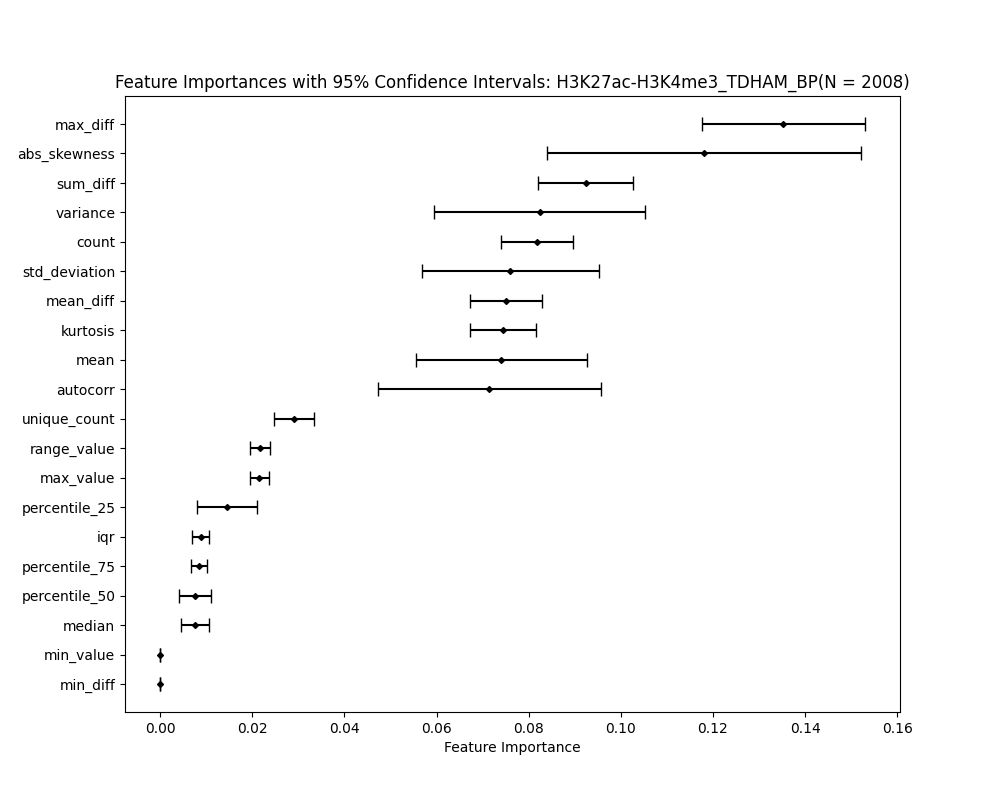 Feature Importances with 95% Confidence Intervals: H3K27ac-H3K4me3_TDHAM_BP(N = 2008)
max_diff
abs_skewness
sum_diff
variance
count
std_deviation
mean_diff
kurtosis
mean
autocorr
unique_count
range_value
max_value
percentile_25
iqr
percentile_75
percentile_50
median
min_value
min_diff
0.00 0.02 0.04 0.06 0.08 0.10 0.12 0.14 0.16
Feature Importance